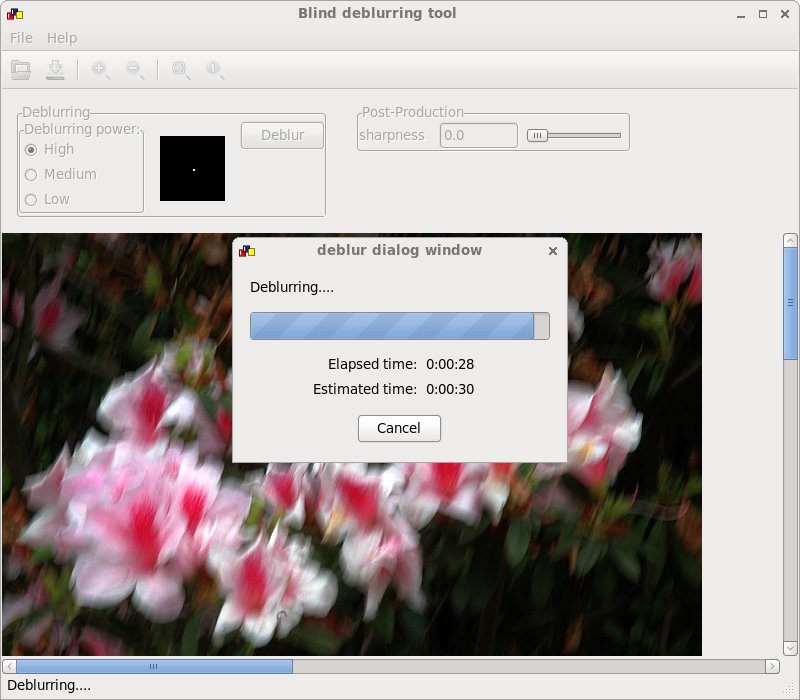 Blind deblurring tool
File Help
Deblurring
Deblurring power:
High
Medium
Low
Deblur
Post-Production
sharpness 0.0
deblur dialog window
Deblurring....
Elapsed time: 0:00:28
Estimated time: 0:00:30
Cancel
Deblurring....